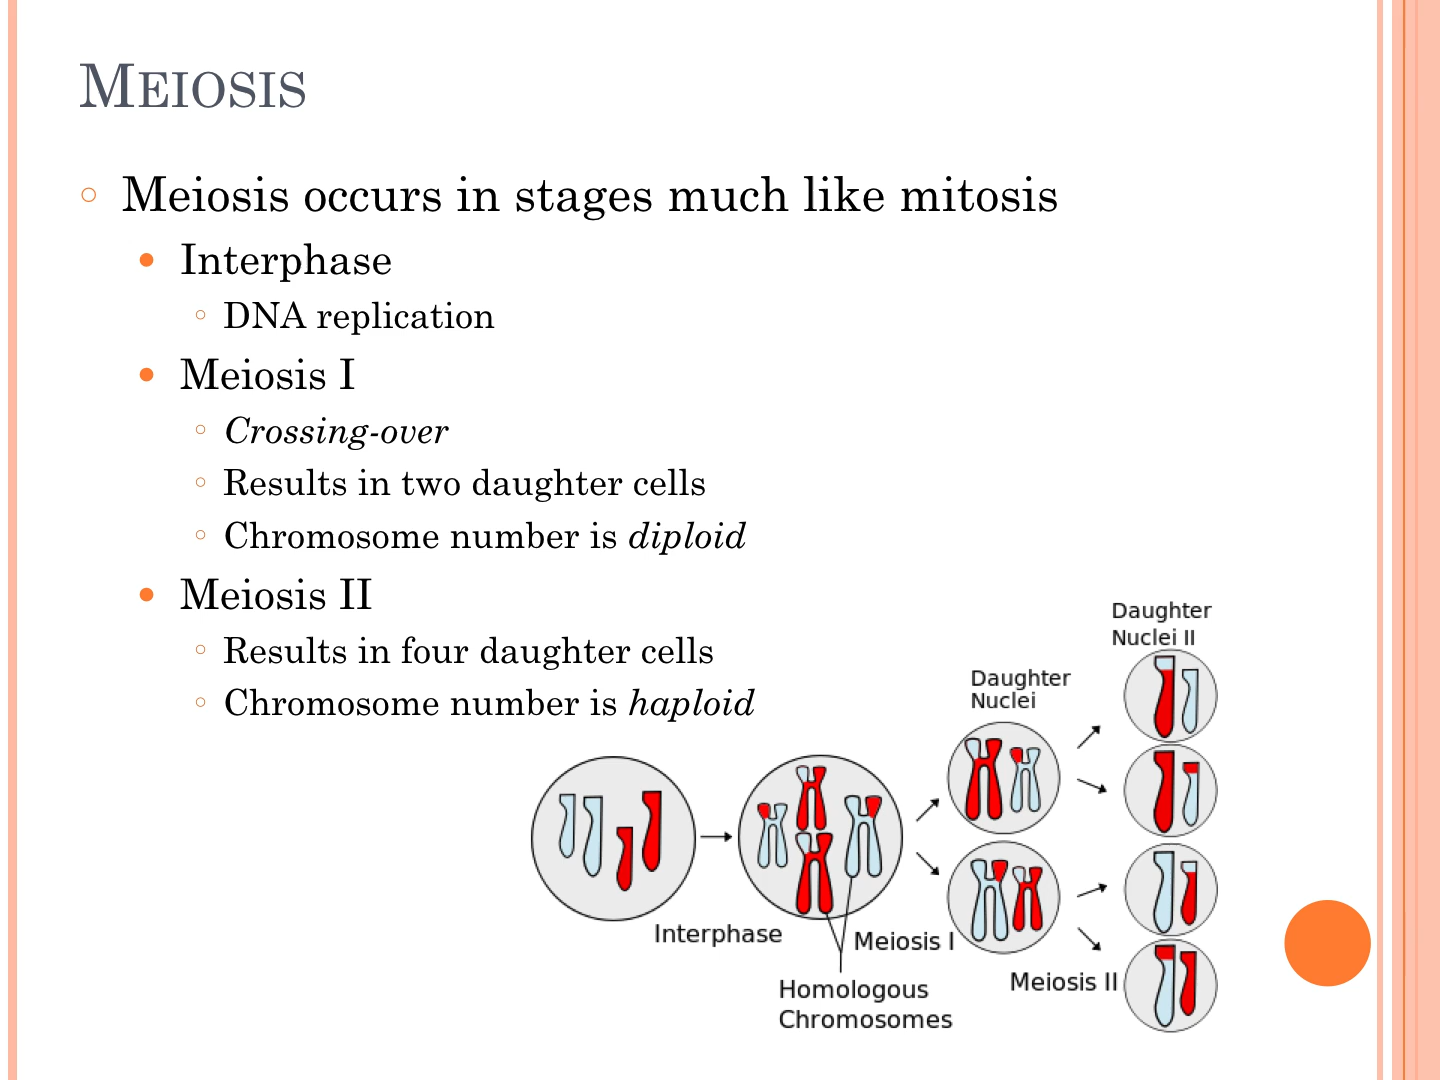 MEIOSIS
Meiosis occurs in stages much like mitosis
Interphase
DNA replication
Meiosis I
Crossing-over
Results in two daughter cells
Chromosome number is diploid
Meiosis II
Results in four daughter cells
Chromosome number is haploid
Daughter
Nuclei II
Daughter
Nuclei
Interphase
Meiosis I
Homologous
Chromosomes
Meiosis II